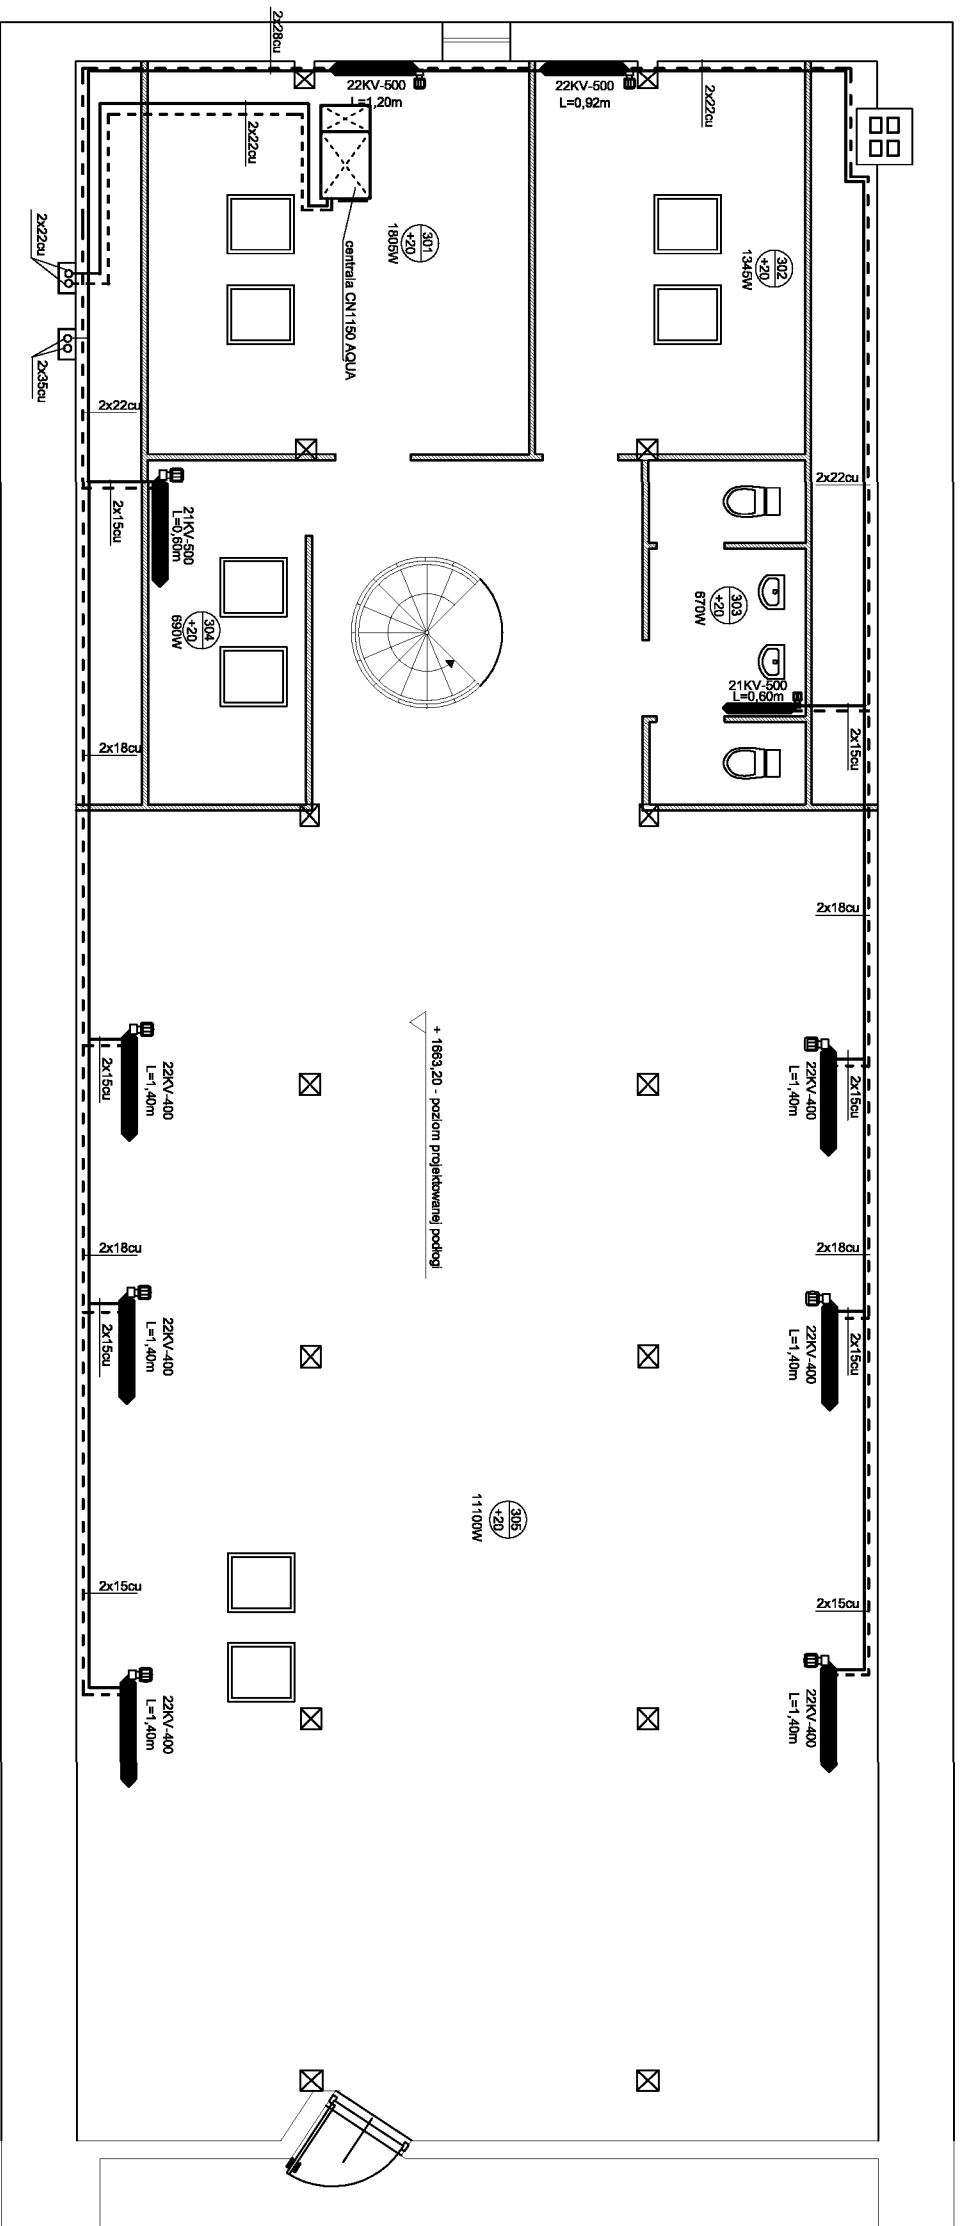 2x28cu
22KV-500
L=1,20m
22KV-500
L=0,92m
2x22cu
2x22cu
centrala CN1150 AQUA
301
+20
1805W
302
+20
1345W
2x22cu
2x35cu
2x22cu
2x22cu
2x15cu
21KV-500
L=0,60m
304
+20
690W
303
+20
670W
21KV-500
L=0,60m
2x15cu
2x18cu
2x18cu
22KV-400
L=1,40m
2x15cu
+ 1663,20 - poziom projektowanej podłogi
22KV-400
L=1,40m
2x15cu
2x18cu
2x18cu
22KV-400
L=1,40m
2x15cu
22KV-400
L=1,40m
2x15cu
305
+20
11100W
2x15cu
2x15cu
22KV-400
L=1,40m
22KV-400
L=1,40m